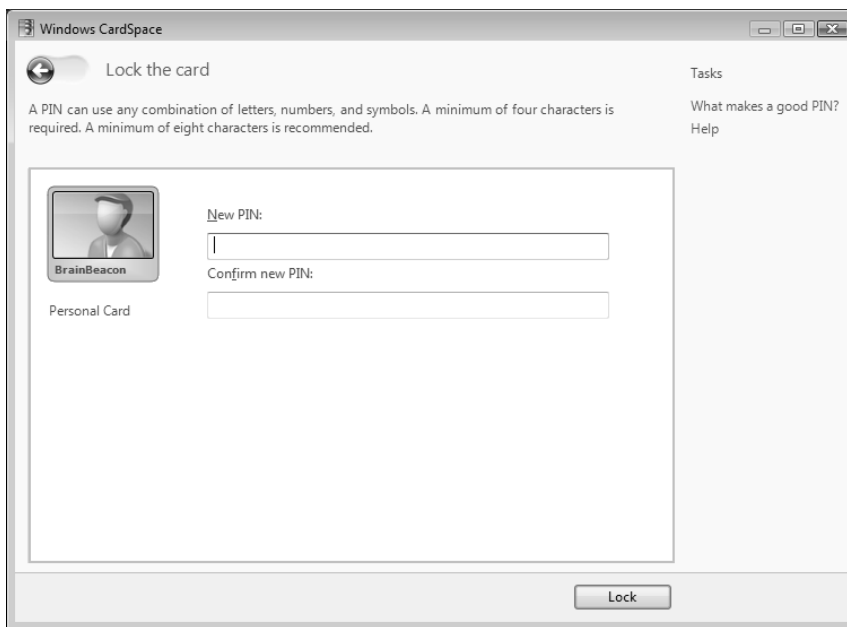 Windows CardSpace
Lock the card
A PIN can use any combination of letters, numbers, and symbols. A minimum of four characters is
required. A minimum of eight characters is recommended.
BrainBeacon
Personal Card
New PIN:
Confirm new PIN:
Lock
Tasks
What makes a good PIN?
Help